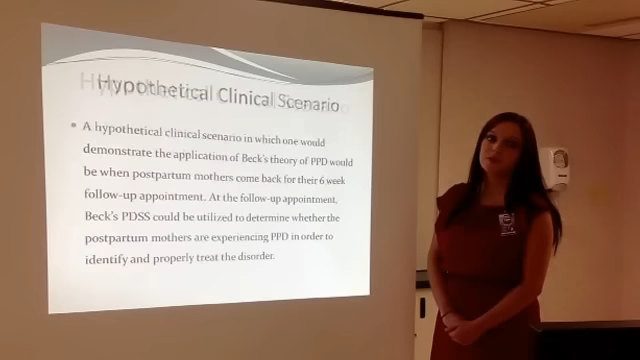 Hypothetical Clinical Scenario
• A hypothetical clinical scenario in which one would
demonstrate the application of Beck's theory of PPD would
be when postpartum mothers come back for their 6 week
follow-up appointment. At the follow-up appointment,
Beck's PDSS could be utilized to determine whether the
postpartum mothers are experiencing PPD in order to
identify and properly treat the disorder.